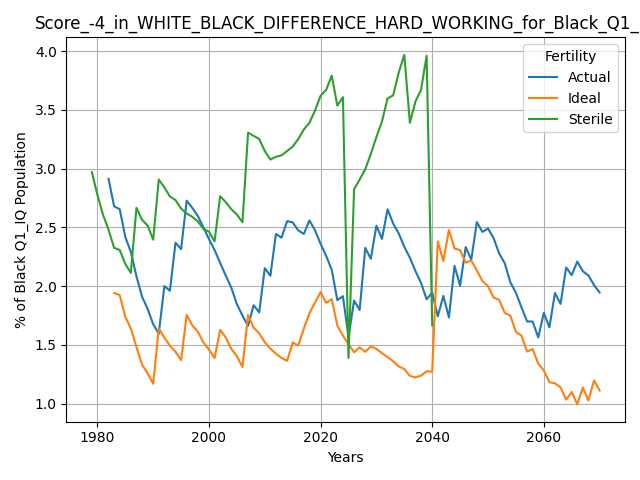 Score_-4_in_WHITE_BLACK_DIFFERENCE_HARD_WORKING_for_Black_Q1_
Fertility
Actual
Ideal
Sterile
% of Black Q1_IQ Population
4.0
3.5
3.0
2.5
2.0
1.5
1.0
1980
2000
2020
2040
2060
Years